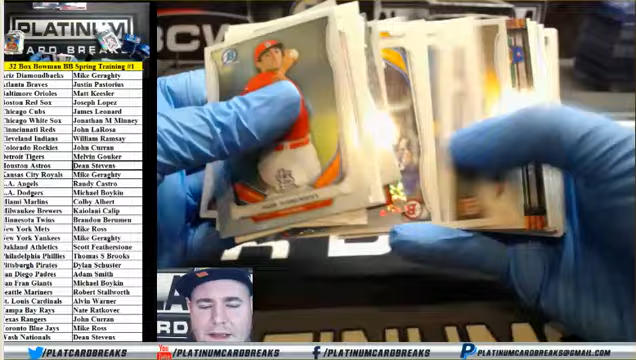 PLATINUM
CARD BREAKS
BCW
32 Box Bowman BB Spring Training #1
Ariz Diamondbacks Mike Geraghty
Atlanta Braves Justin Pastorius
Baltimore Orioles Matt Keesler
Boston Red Sox Joseph Lopez
Chicago Cubs James Leonard
Chicago White Sox Jonathan M Minney
Cincinnati Reds John LaRosa
Cleveland Indians William Ramsay
Colorado Rockies John Curran
Detroit Tigers Melvin Gouker
Houston Astros Dean Stevens
Kansas City Royals Mike Geraghty
L.A. Angels Randy Castro
L.A. Dodgers Michael Boykin
Miami Marlins Colby Albert
Milwaukee Brewers Kaiolani Calip
Minnesota Twins Brandon Berumen
New York Mets Mike Ross
New York Yankees Mike Geraghty
Oakland Athletics Scott Featherstone
Philadelphia Phillies Thomas S Brooks
Pittsburgh Pirates Dylan Schuster
San Diego Padres Adam Smith
San Fran Giants Michael Boykin
Seattle Mariners Robert Stallworth
St. Louis Cardinals Alvin Warner
Tampa Bay Rays Nate Ratkover
Texas Rangers John Curran
Toronto Blue Jays Mike Ross
Wash Nationals Dean Stevens
@PLATCARDBREAKS
You Tube /PLATINUMCARDBREAKS
/PLATINUMCARDBREAKS
PLATINUMCARDBREAKS@GMAIL.COM